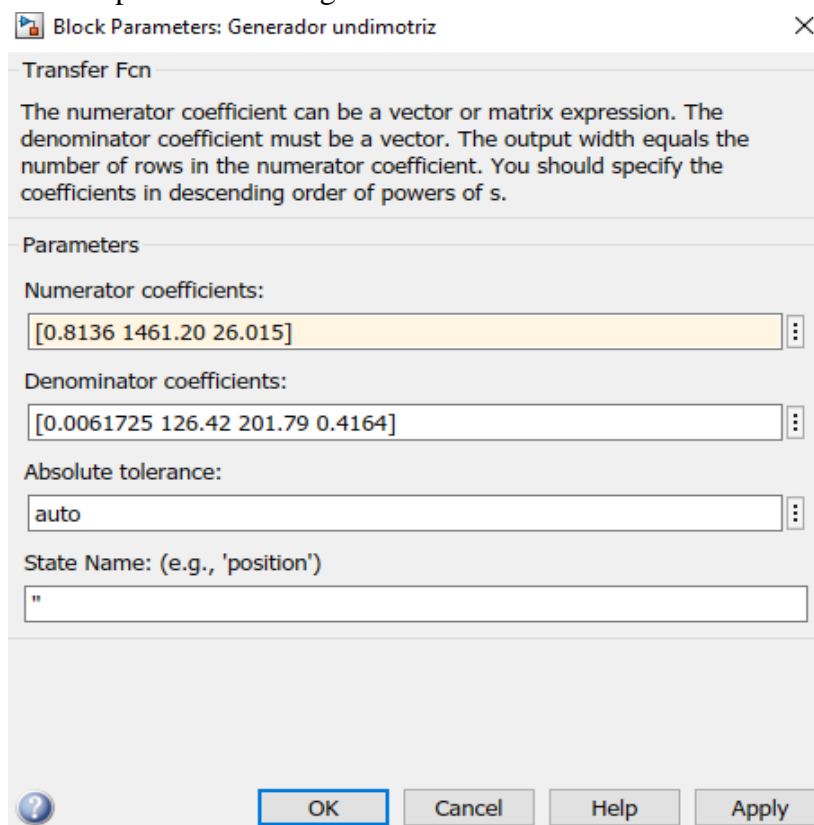 Block Parameters: Generador undimotriz
Transfer Fcn
The numerator coefficient can be a vector or matrix expression. The
denominator coefficient must be a vector. The output width equals the
number of rows in the numerator coefficient. You should specify the
coefficients in descending order of powers of s.
Parameters
Numerator coefficients:
[0.8136 1461.20 26.015]
Denominator coefficients:
[0.0061725 126.42 201.79 0.4164]
Absolute tolerance:
auto
State Name: (e.g., 'position')
''
OK Cancel Help Apply